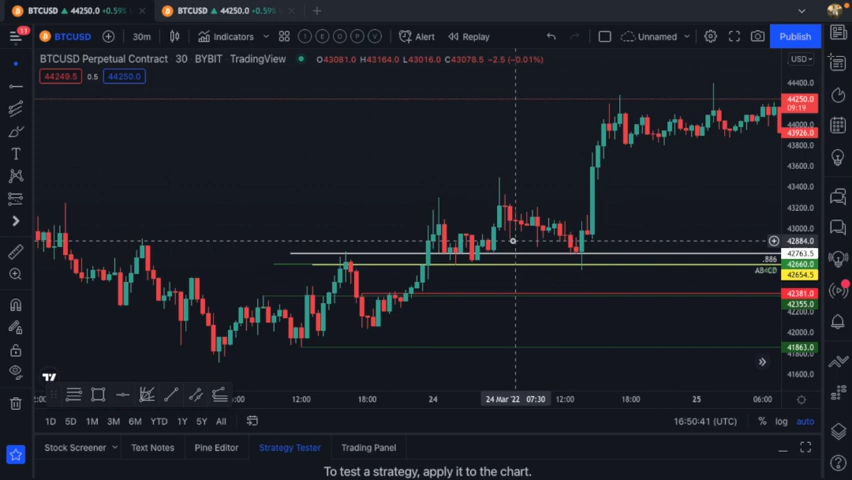 BTCUSD ▲ 44250.0 +0.59%
BTCUSD ▲ 44250.0 +0.59%
11
BTCUSD
30m
Indicators
1
E
O
P
V
Alert
Replay
Unnamed
Publish
BTCUSD Perpetual Contract · 30 · BYBIT · TradingView
O43081.0 H43164.0 L43016.0 C43078.5 −2.5 (−0.01%)
USD
44249.5
0.5
44250.0
44400.0
44250.0
09:19
44000.0
43926.0
43800.0
43600.0
43400.0
43200.0
43000.0
42884.0
42763.5
.886
42660.0
AB=CD
42654.5
42381.0
42355.0
42200.0
42000.0
41863.0
41600.0
12:00
18:00
24
24 Mar '22 07:30
12:00
18:00
25
06:00
1D
5D
1M
3M
6M
YTD
1Y
5Y
All
16:50:41 (UTC)
%
log
auto
Stock Screener
Text Notes
Pine Editor
Strategy Tester
Trading Panel
To test a strategy, apply it to the chart.